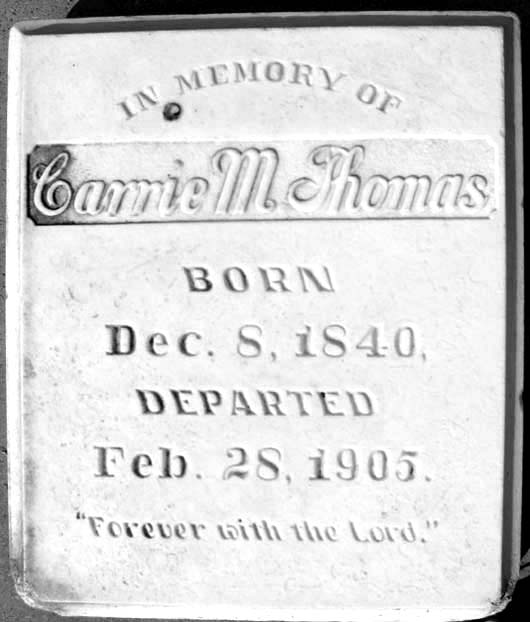 IN MEMORY OF
Carrie M. Thomas.
BORN
Dec. 8, 1840,
DEPARTED
Feb. 28, 1905.
"Forever with the Lord."